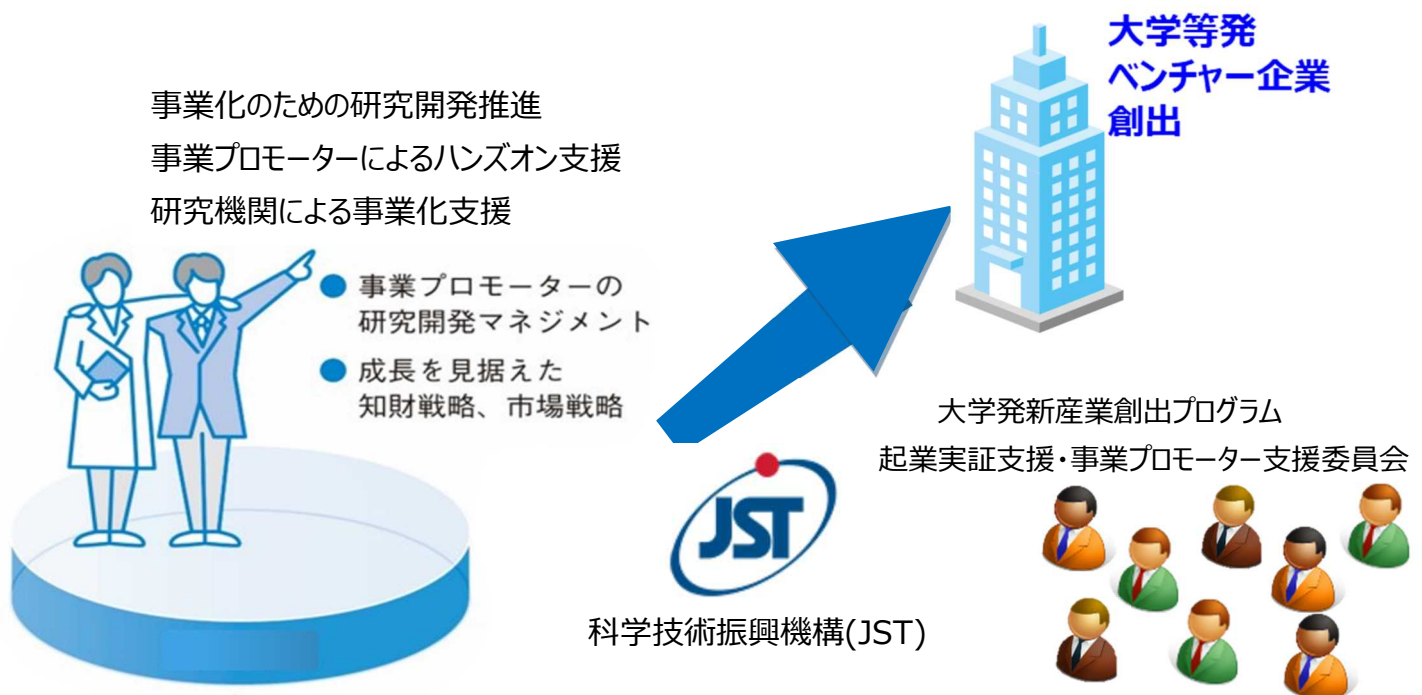 大学等発
ベンチャー企業
創出
事業化のための研究開発推進
事業プロモーターによるハンズオン支援
研究機関による事業化支援
● 事業プロモーターの
研究開発マネジメント
● 成長を見据えた
知財戦略、市場戦略
大学発新産業創出プログラム
起業実証支援・事業プロモーター支援委員会
JST
科学技術振興機構(JST)